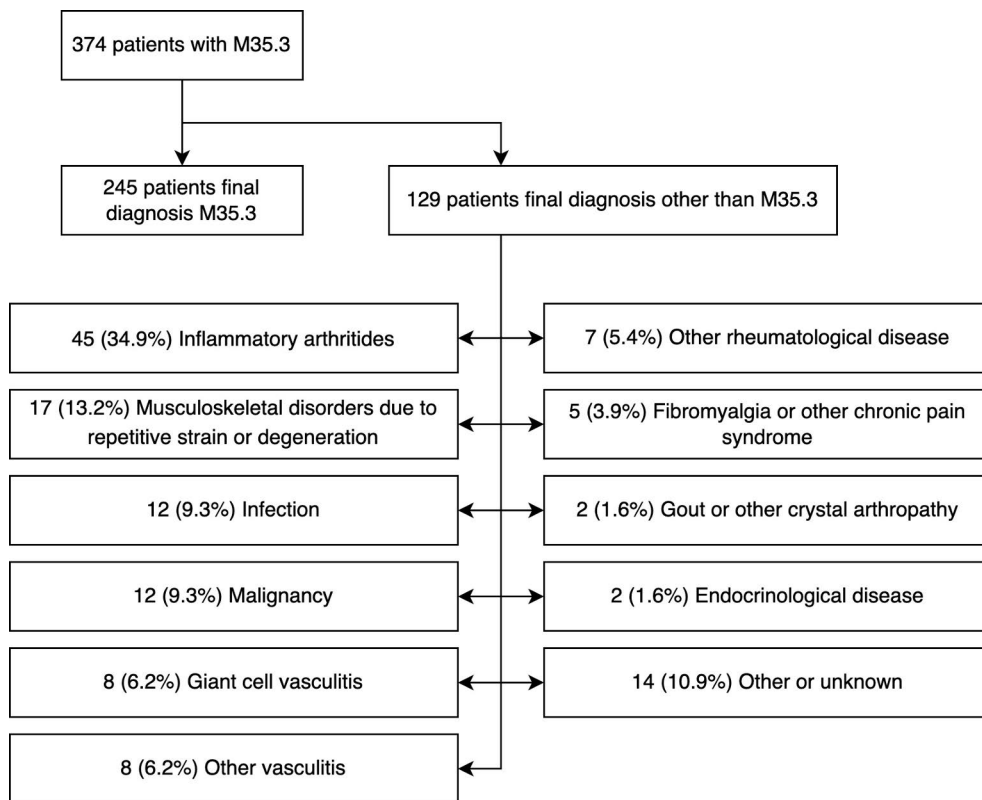 374 patients with M35.3
245 patients final
diagnosis M35.3
129 patients final diagnosis other than M35.3
45 (34.9%) Inflammatory arthritides
7 (5.4%) Other rheumatological disease
17 (13.2%) Musculoskeletal disorders due to
repetitive strain or degeneration
5 (3.9%) Fibromyalgia or other chronic pain
syndrome
12 (9.3%) Infection
2 (1.6%) Gout or other crystal arthropathy
12 (9.3%) Malignancy
2 (1.6%) Endocrinological disease
8 (6.2%) Giant cell vasculitis
14 (10.9%) Other or unknown
8 (6.2%) Other vasculitis